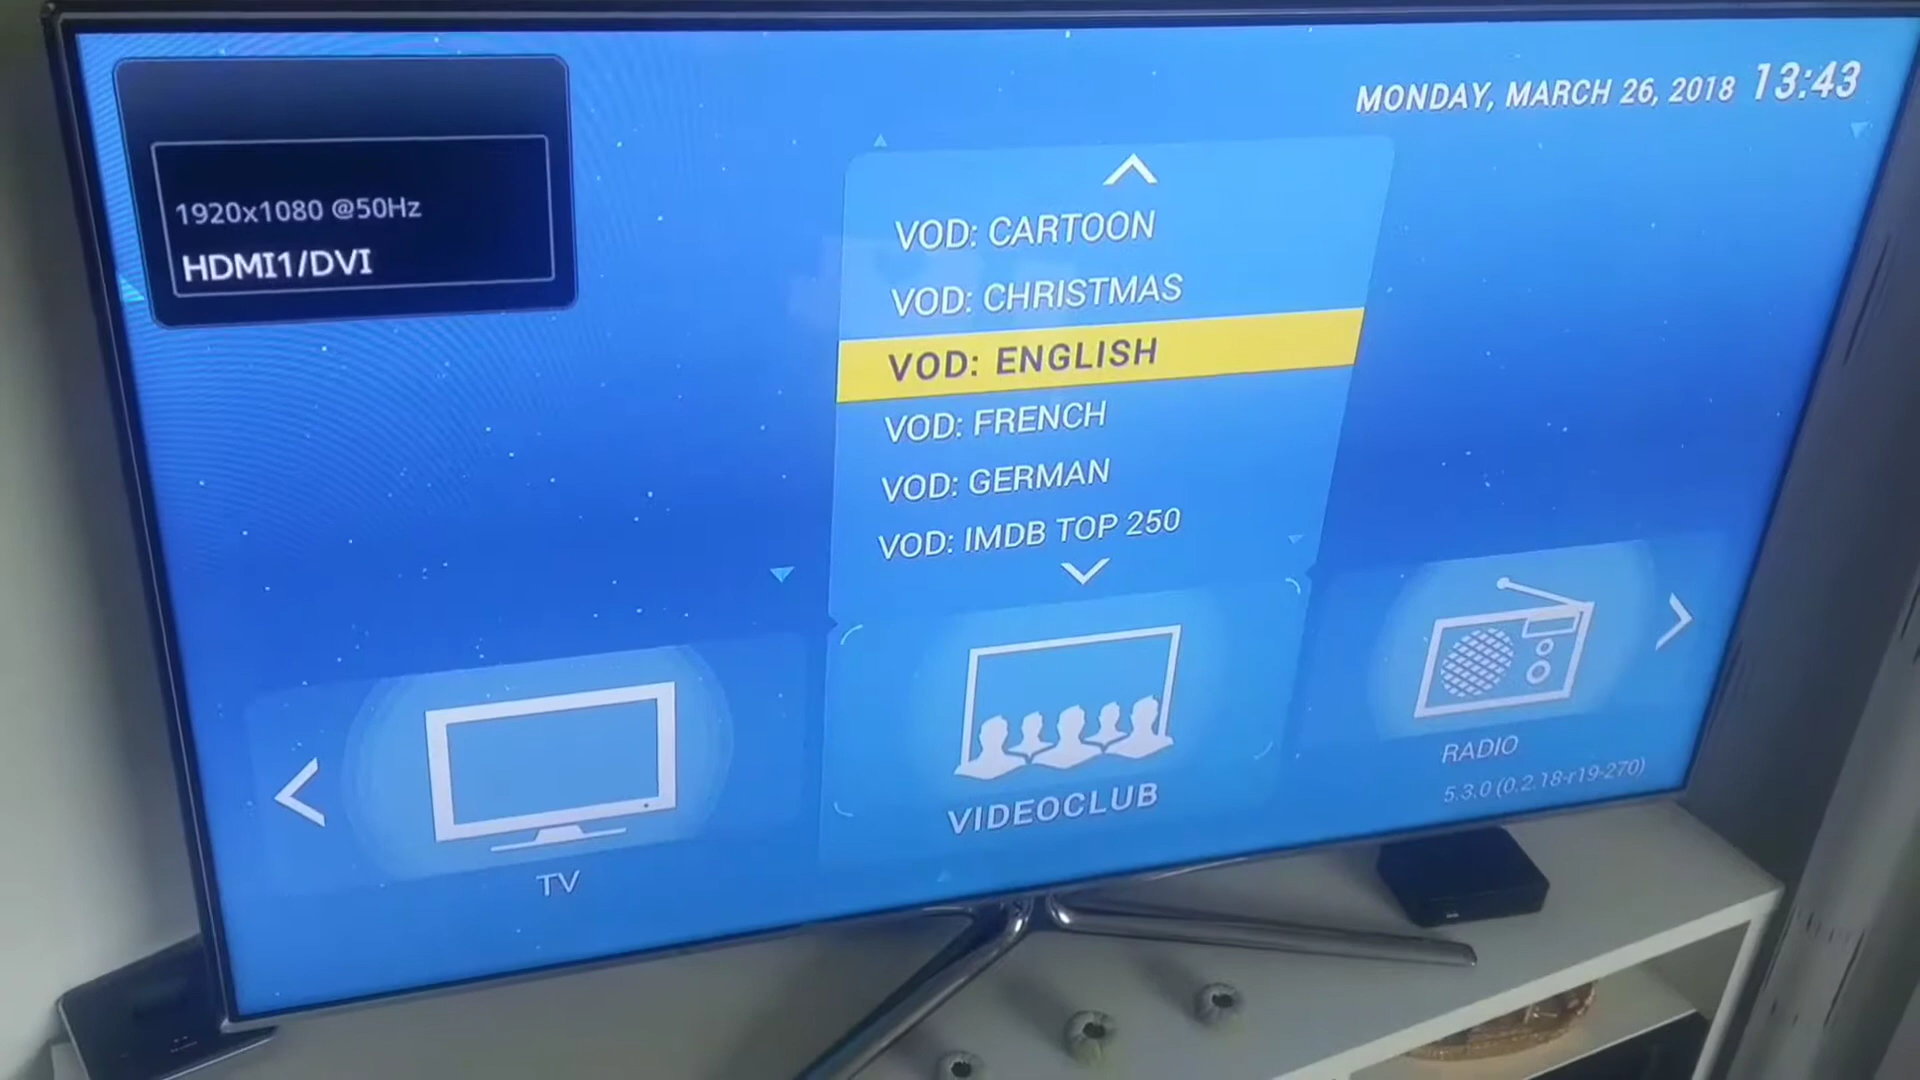 1920x1080 @50Hz
HDMI1/DVI
MONDAY, MARCH 26, 2018 13:43
VOD: CARTOON
VOD: CHRISTMAS
VOD: ENGLISH
VOD: FRENCH
VOD: GERMAN
VOD: IMDB TOP 250
TV
VIDEOCLUB
RADIO
5.3.0 (0.2.18-r19-270)